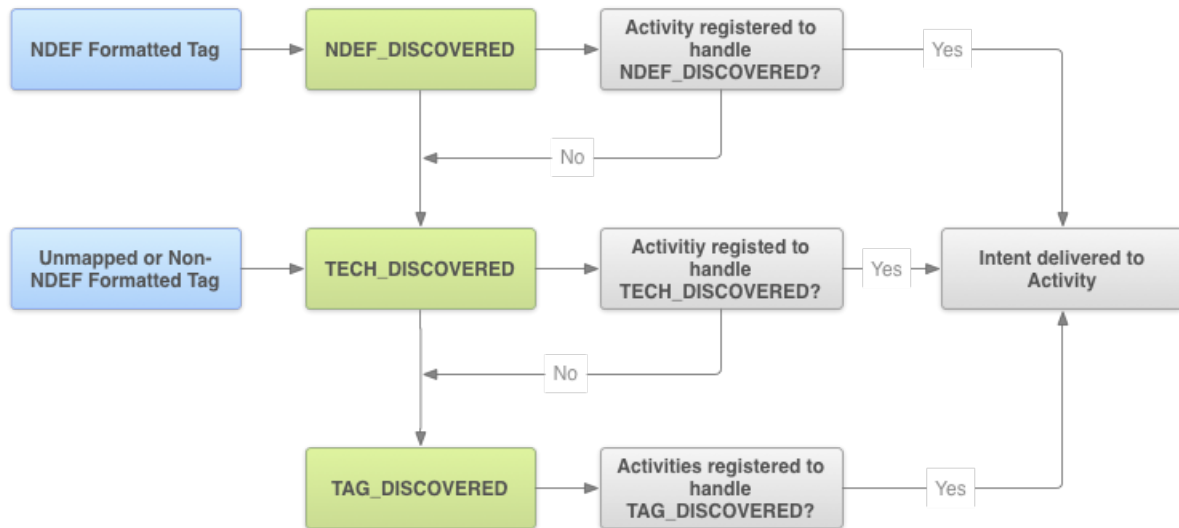 NDEF Formatted Tag
NDEF_DISCOVERED
Activity registered to
handle
NDEF_DISCOVERED?
Yes
No
Unmapped or Non-
NDEF Formatted Tag
TECH_DISCOVERED
Activitiy registed to
handle
TECH_DISCOVERED?
Yes
Intent delivered to
Activity
No
TAG_DISCOVERED
Activities registered to
handle
TAG_DISCOVERED?
Yes